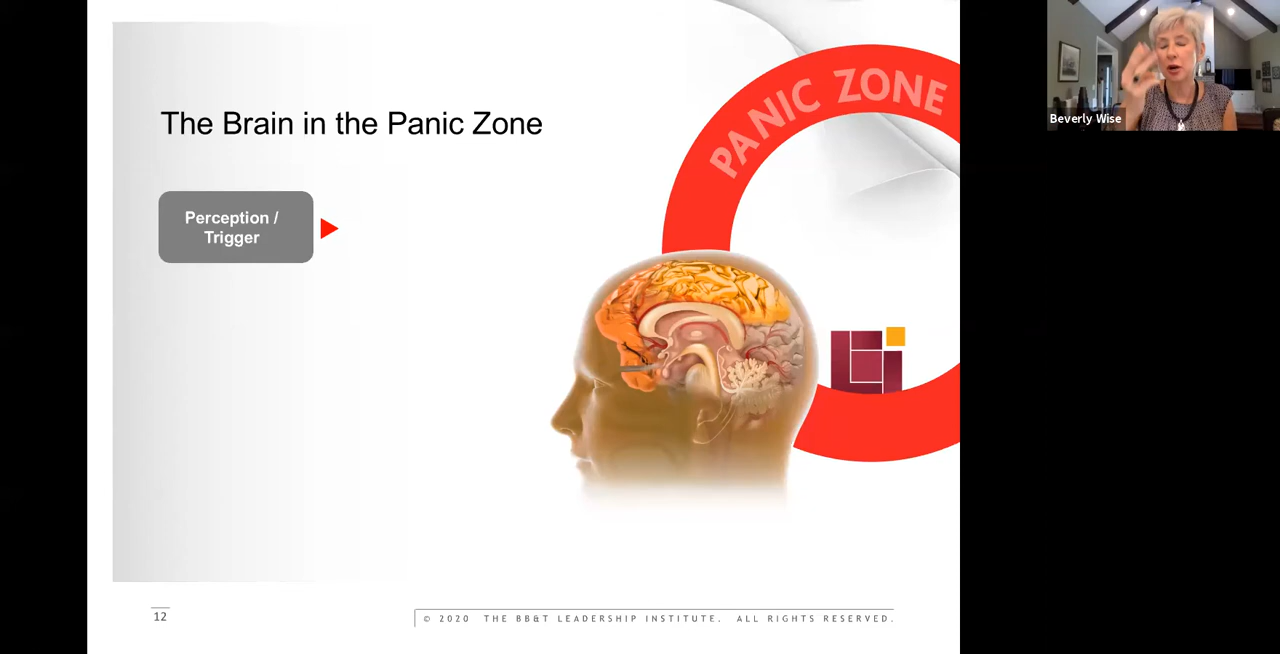 The Brain in the Panic Zone
PANIC ZONE
Perception /
Trigger
Beverly Wise
12
© 2020 THE BB&T LEADERSHIP INSTITUTE. ALL RIGHTS RESERVED.